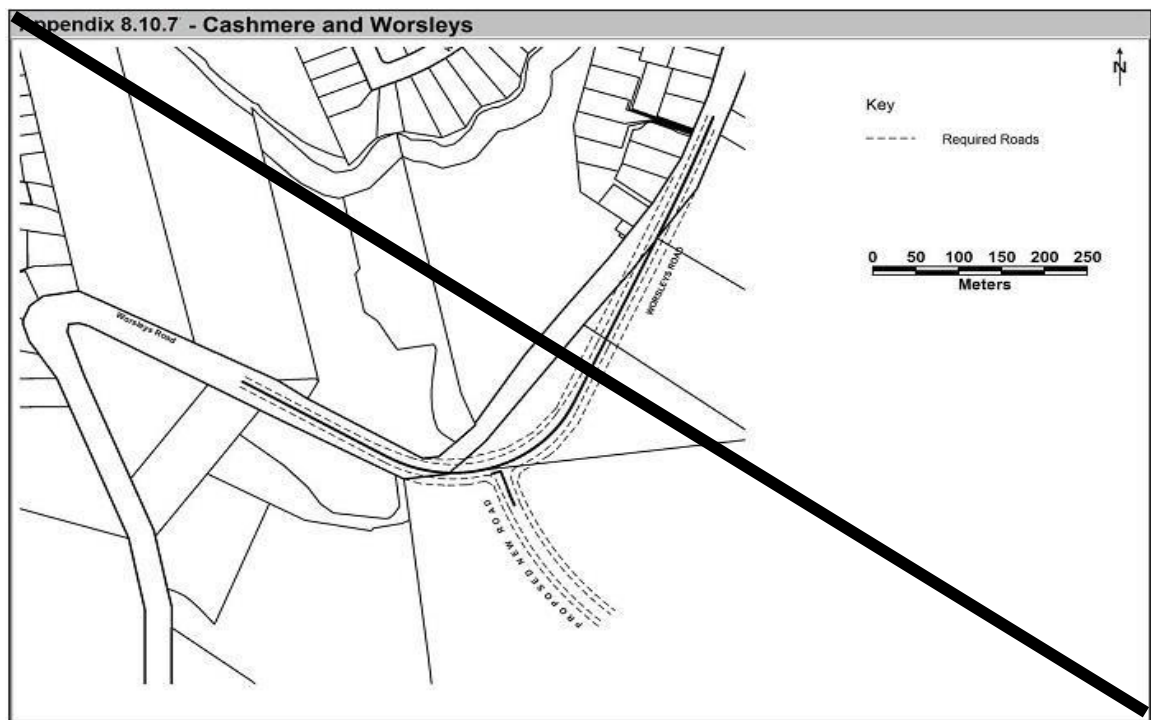 Appendix 8.10.7 - Cashmere and Worsleys
N
Key
Required Roads
0 50 100 150 200 250
Meters
WORSLEYS ROAD
Worsleys Road
PROPOSED NEW ROAD